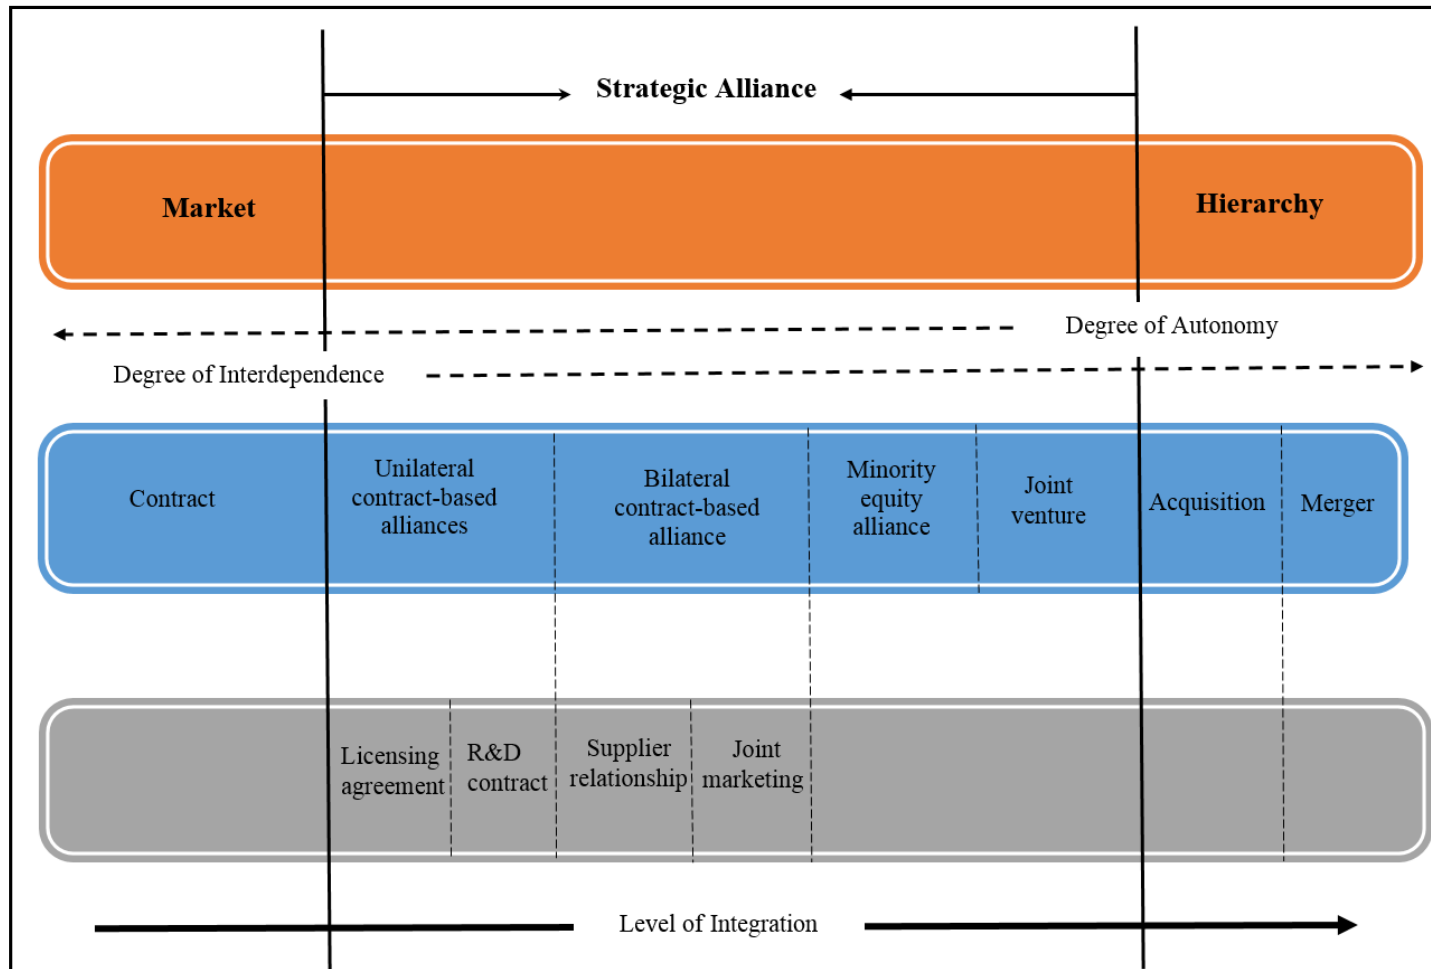 Strategic Alliance
Market
Hierarchy
Degree of Autonomy
Degree of Interdependence
Contract
Unilateral
contract-based
alliances
Bilateral
contract-based
alliance
Minority
equity
alliance
Joint
venture
Acquisition
Merger
Licensing
agreement
R&D
contract
Supplier
relationship
Joint
marketing
Level of Integration